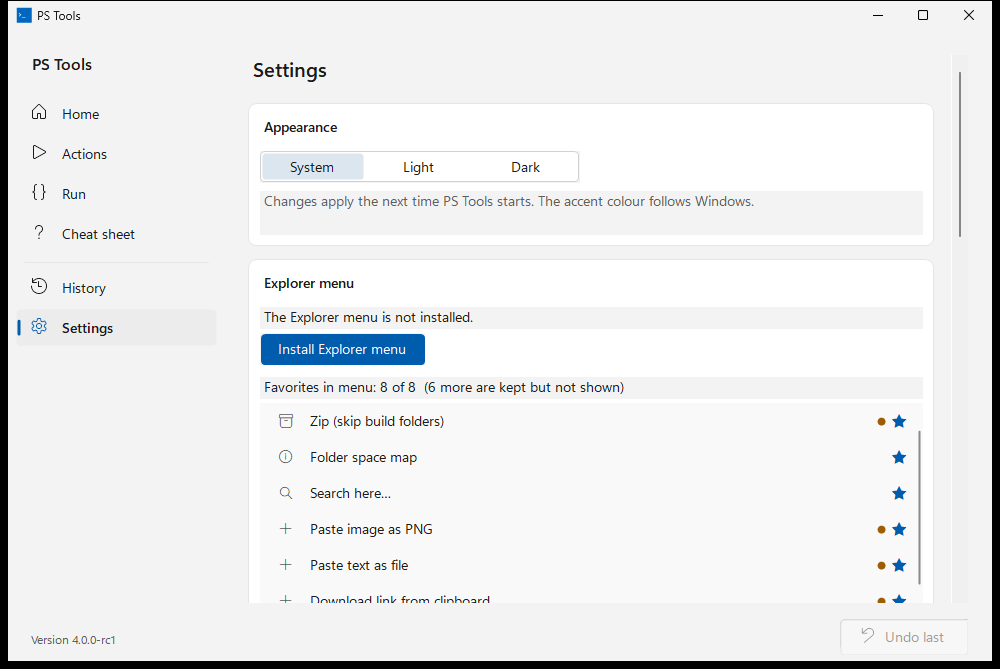 PS Tools
PS Tools
Home
Actions
Run
Cheat sheet
History
Settings
Version 4.0.0-rc1
Settings
Appearance
System Light Dark
Changes apply the next time PS Tools starts. The accent colour follows Windows.
Explorer menu
The Explorer menu is not installed.
Install Explorer menu
Favorites in menu: 8 of 8 (6 more are kept but not shown)
Zip (skip build folders)
Folder space map
Search here...
Paste image as PNG
Paste text as file
Download link from clipboard
Undo last